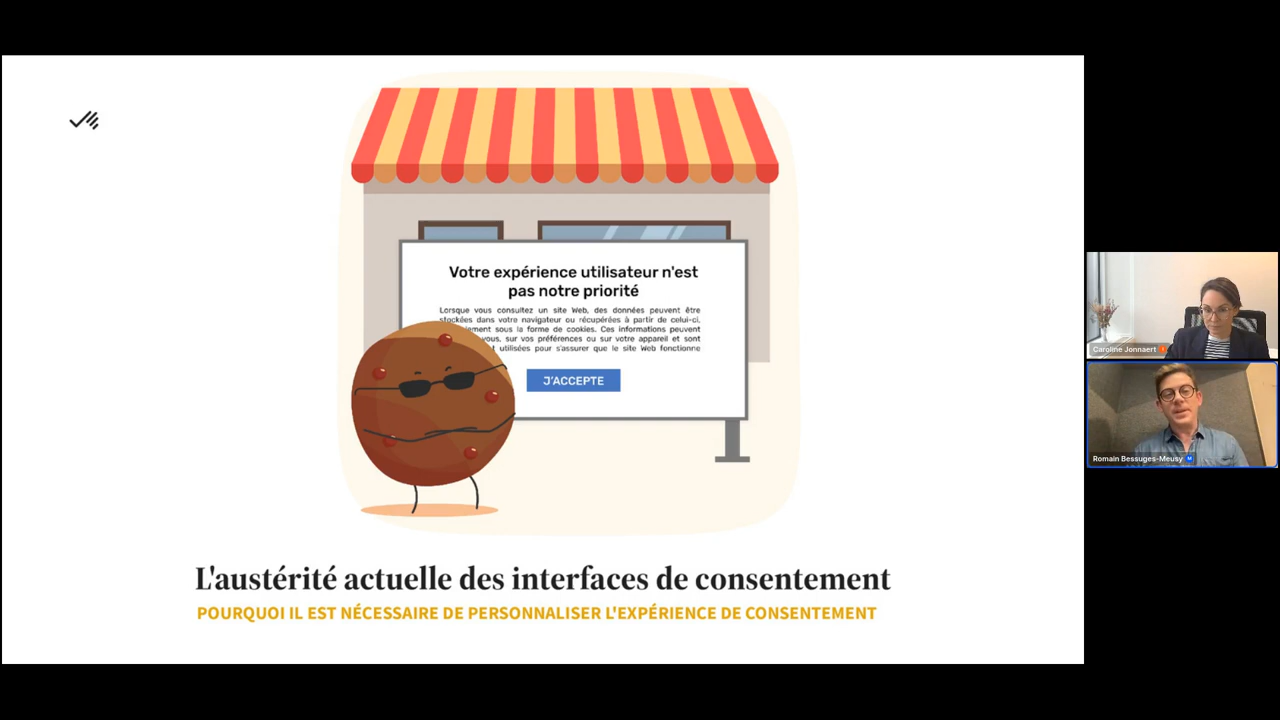 Votre expérience utilisateur n'est
pas notre priorité
Lorsque vous consultez un site Web, des données peuvent être
stockées dans votre navigateur ou récupérées à partir de celui-ci,
sous la forme de cookies. Ces informations peuvent
vous, sur vos préférences ou sur votre appareil et sont
utilisées pour s'assurer que le site Web fonctionne
J'ACCEPTE
L'austérité actuelle des interfaces de consentement
POURQUOI IL EST NÉCESSAIRE DE PERSONNALISER L'EXPÉRIENCE DE CONSENTEMENT
Caroline Jonnaert
Romain Bessuges-Meusy